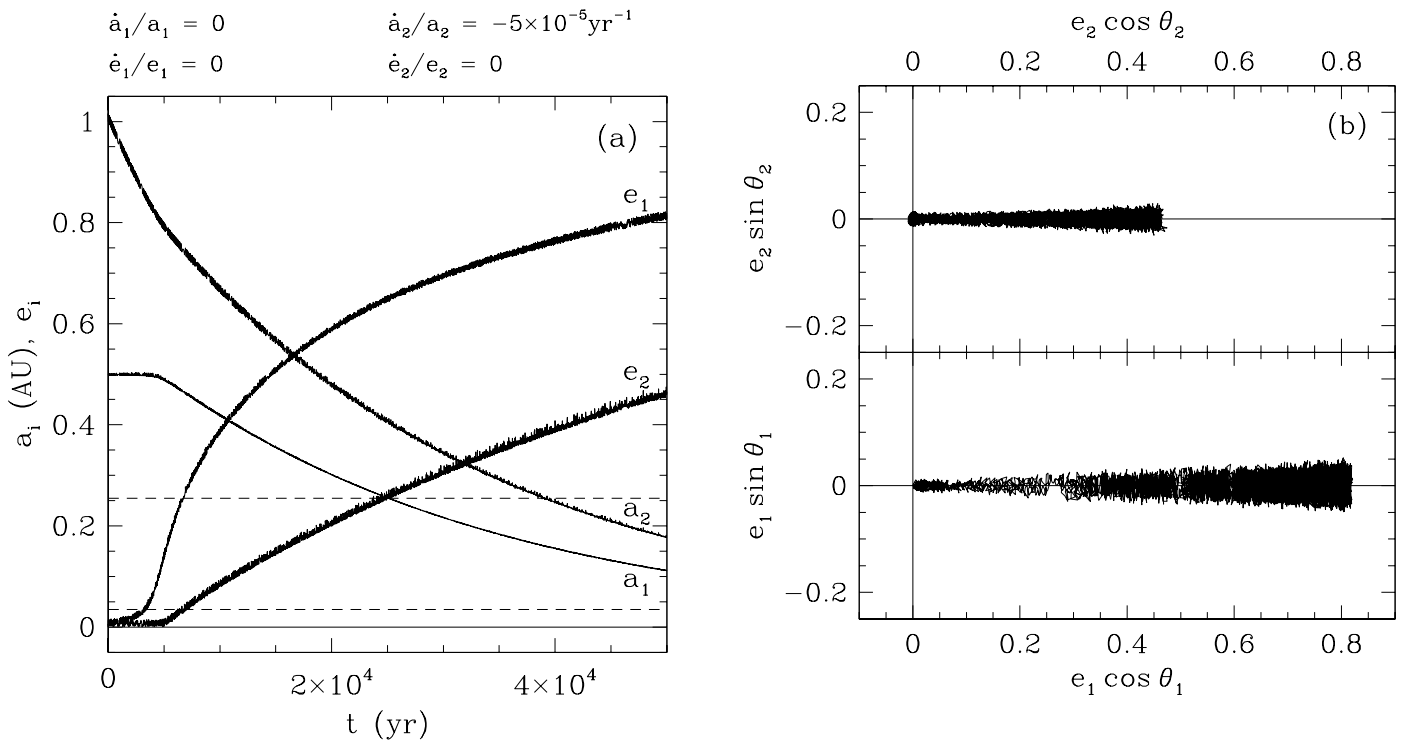 ȧ₁/a₁ = 0 ȧ₂/a₂ = −5×10⁻⁵yr⁻¹
ė₁/e₁ = 0 ė₂/e₂ = 0
(a)
1
0.8
0.6
0.4
0.2
0
aᵢ (AU), eᵢ
e₁
e₂
a₂
a₁
0 2×10⁴ 4×10⁴
t (yr)
e₂ cos θ₂
0 0.2 0.4 0.6 0.8
(b)
0.2
0
−0.2
e₂ sin θ₂
0.2
0
−0.2
e₁ sin θ₁
0 0.2 0.4 0.6 0.8
e₁ cos θ₁